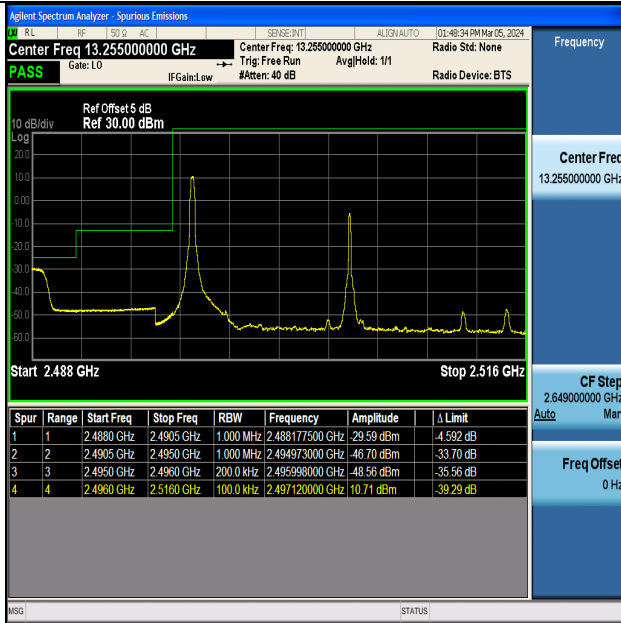 Agilent Spectrum Analyzer - Spurious Emissions
RL RF 50 Ω AC SENSE:INT ALIGN AUTO 01:48:34 PM Mar 05, 2024
Center Freq 13.255000000 GHz
Center Freq: 13.255000000 GHz
Radio Std: None
PASS
Gate: LO
Trig: Free Run
Avg|Hold: 1/1
IFGain:Low
#Atten: 40 dB
Radio Device: BTS
Ref Offset 5 dB
10 dB/div
Ref 30.00 dBm
Log
20.0
10.0
0.00
-10.0
-20.0
-30.0
-40.0
-50.0
-60.0
Start 2.488 GHz
Stop 2.516 GHz
Spur Range Start Freq Stop Freq RBW Frequency Amplitude Δ Limit
1 1 2.4880 GHz 2.4905 GHz 1.000 MHz 2.488177500 GHz -29.59 dBm -4.592 dB
2 2 2.4905 GHz 2.4950 GHz 1.000 MHz 2.494973000 GHz -46.70 dBm -33.70 dB
3 3 2.4950 GHz 2.4960 GHz 200.0 kHz 2.495998000 GHz -48.56 dBm -35.56 dB
4 4 2.4960 GHz 2.5160 GHz 100.0 kHz 2.497120000 GHz 10.71 dBm -39.29 dB
MSG
STATUS
Frequency
Center Freq
13.255000000 GHz
CF Step
2.649000000 GHz
Auto Man
Freq Offset
0 Hz